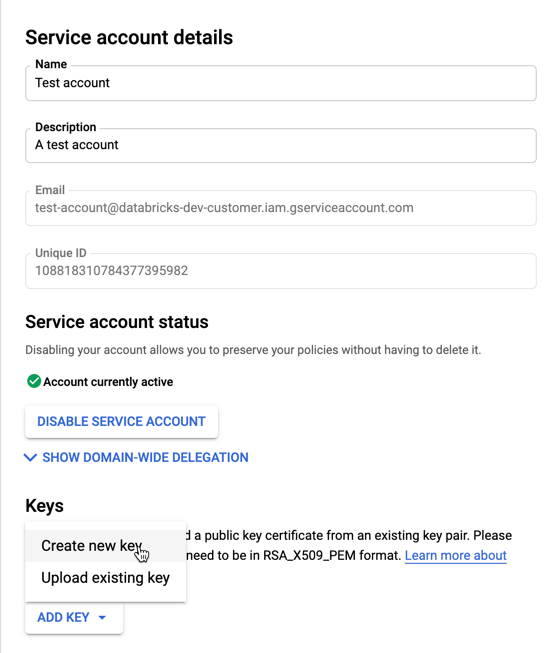 Service account details
Name
Test account
Description
A test account
Email
test-account@databricks-dev-customer.iam.gserviceaccount.com
Unique ID
108818310784377395982
Service account status
Disabling your account allows you to preserve your policies without having to delete it.
Account currently active
DISABLE SERVICE ACCOUNT
SHOW DOMAIN-WIDE DELEGATION
Keys
a public key certificate from an existing key pair. Please
need to be in RSA_X509_PEM format. Learn more about
Create new key
Upload existing key
ADD KEY